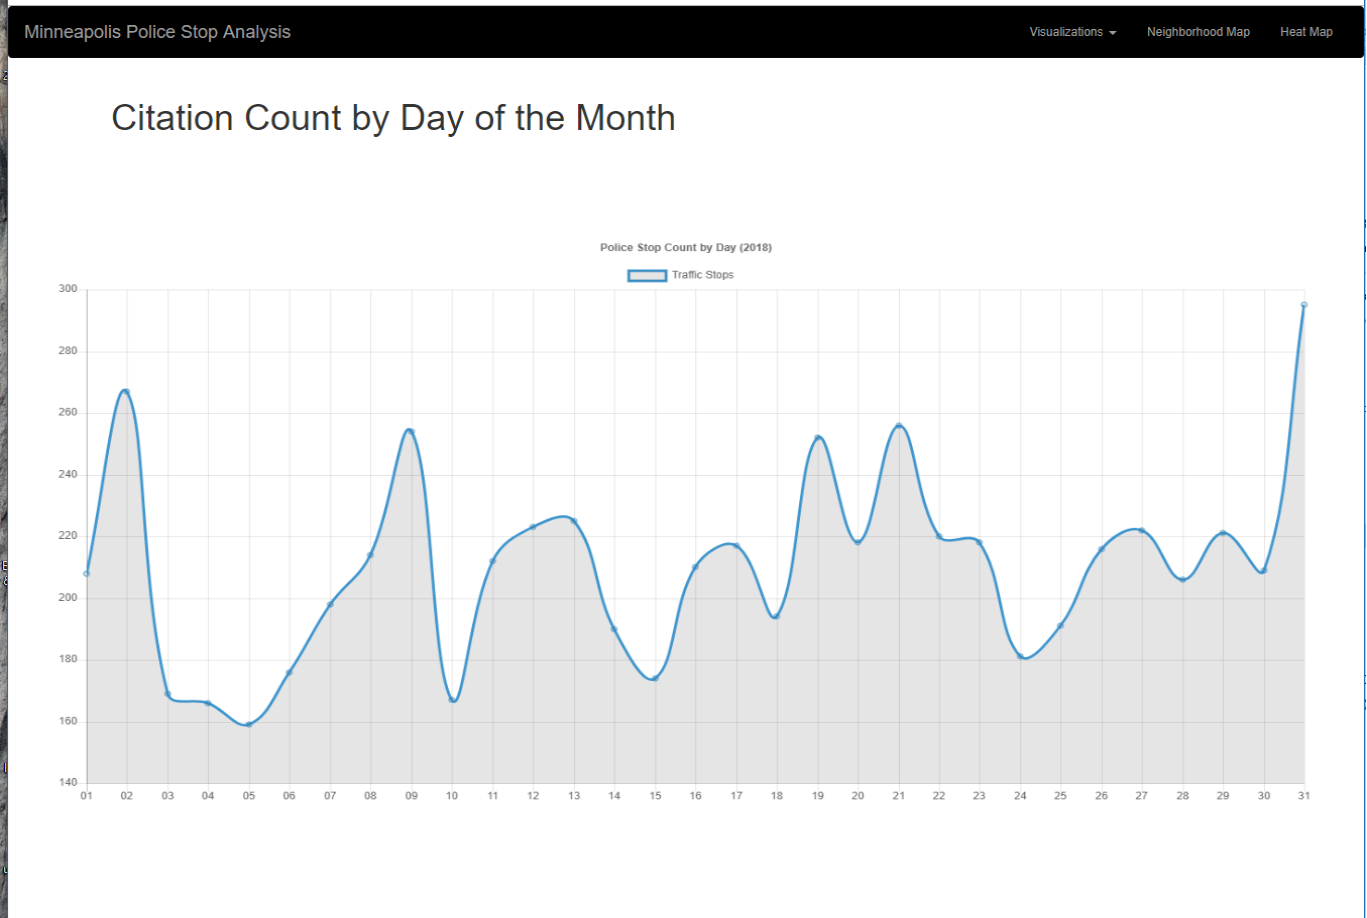 Minneapolis Police Stop Analysis
Visualizations Neighborhood Map Heat Map
Citation Count by Day of the Month
Police Stop Count by Day (2018)
Traffic Stops
300
280
260
240
220
200
180
160
140
01 02 03 04 05 06 07 08 09 10 11 12 13 14 15 16 17 18 19 20 21 22 23 24 25 26 27 28 29 30 31